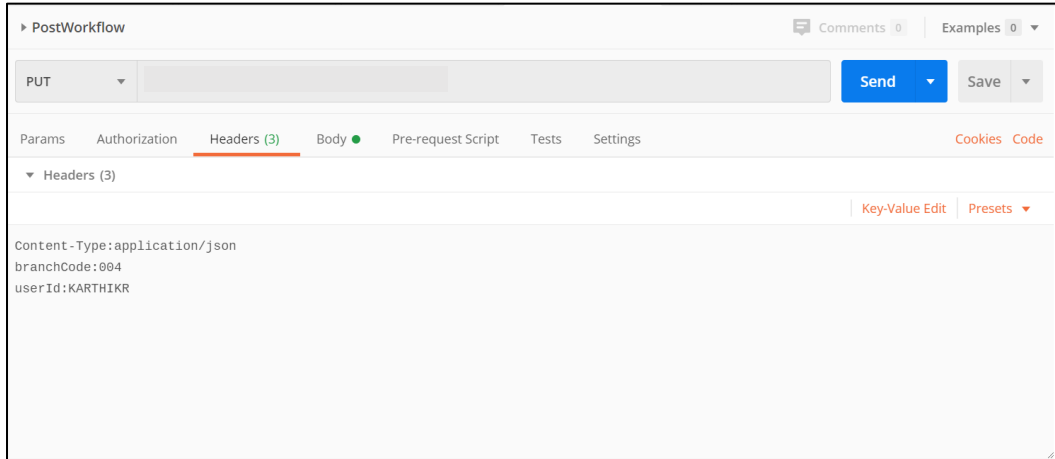 PostWorkflow Comments 0 Examples 0
PUT Send Save
Params Authorization Headers (3) Body Pre-request Script Tests Settings Cookies Code
Headers (3)
Key-Value Edit Presets
Content-Type:application/json
branchCode:004
userId:KARTHIKR